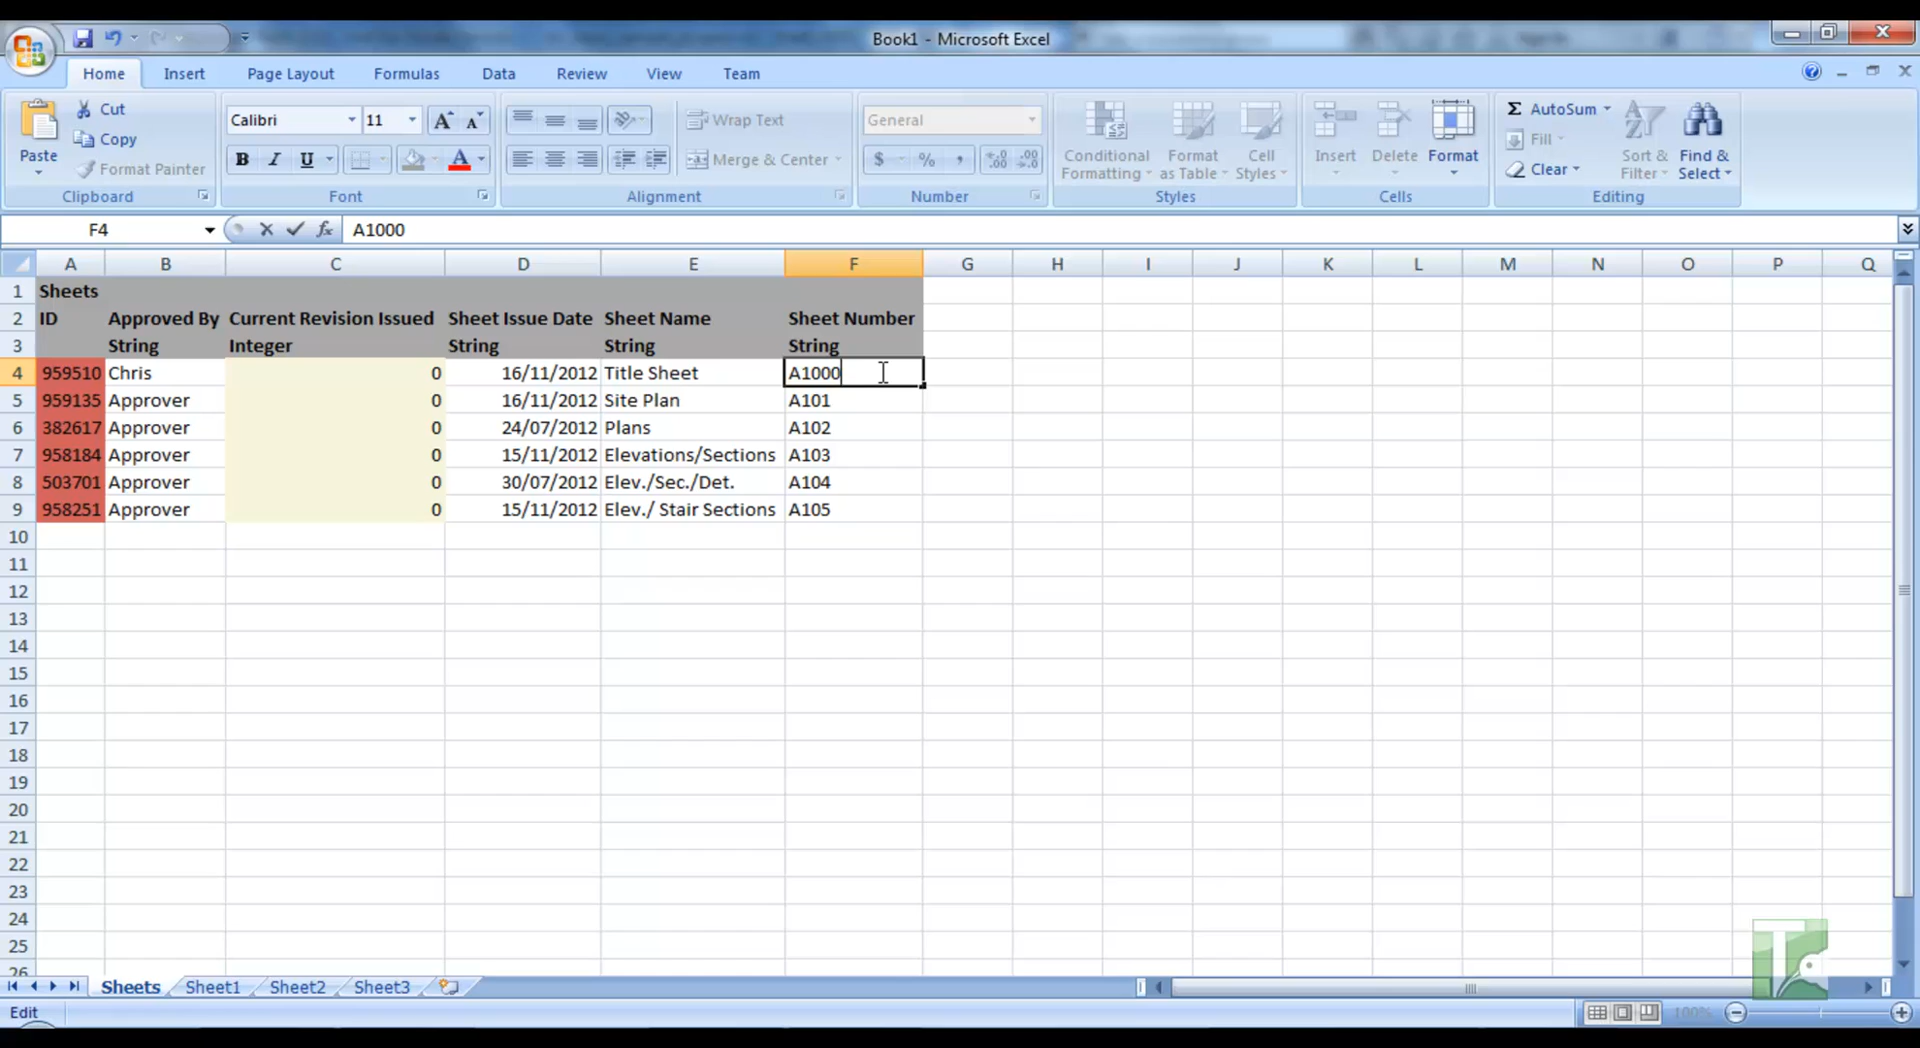 Book1 - Microsoft Excel
Home Insert Page Layout Formulas Data Review View Team
Paste
Cut
Copy
Format Painter
Clipboard
Calibri 11
B I U
Font
Wrap Text
Merge & Center
Alignment
General
$ % ,
Number
Conditional Formatting
Format as Table
Cell Styles
Styles
Insert Delete Format
Cells
AutoSum
Fill
Clear
Sort & Filter
Find & Select
Editing
F4 fx A1000
A B C D E F G H I J K L M N O P Q
1 Sheets
2 ID Approved By Current Revision Issued Sheet Issue Date Sheet Name Sheet Number
3 String Integer String String String
4 959510 Chris 0 16/11/2012 Title Sheet A1000
5 959135 Approver 0 16/11/2012 Site Plan A101
6 382617 Approver 0 24/07/2012 Plans A102
7 958184 Approver 0 15/11/2012 Elevations/Sections A103
8 503701 Approver 0 30/07/2012 Elev./Sec./Det. A104
9 958251 Approver 0 15/11/2012 Elev./ Stair Sections A105
10
11
12
13
14
15
16
17
18
19
20
21
22
23
24
25
26
Sheets Sheet1 Sheet2 Sheet3
Edit 100%